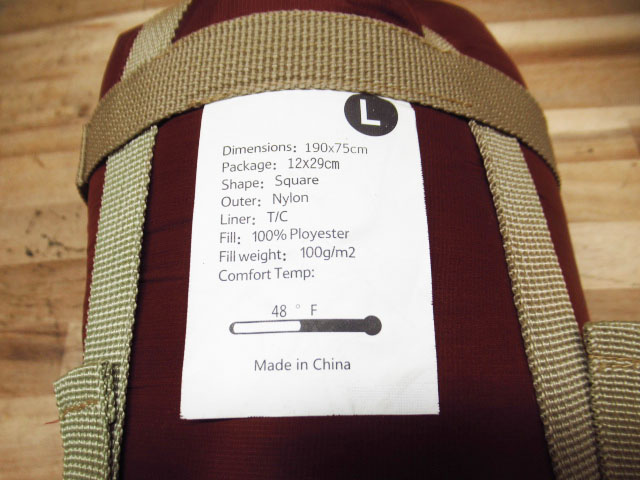 L
Dimensions: 190x75cm
Package: 12x29cm
Shape: Square
Outer: Nylon
Liner: T/C
Fill: 100% Ployester
Fill weight: 100g/m2
Comfort Temp:
48 ° F
Made in China